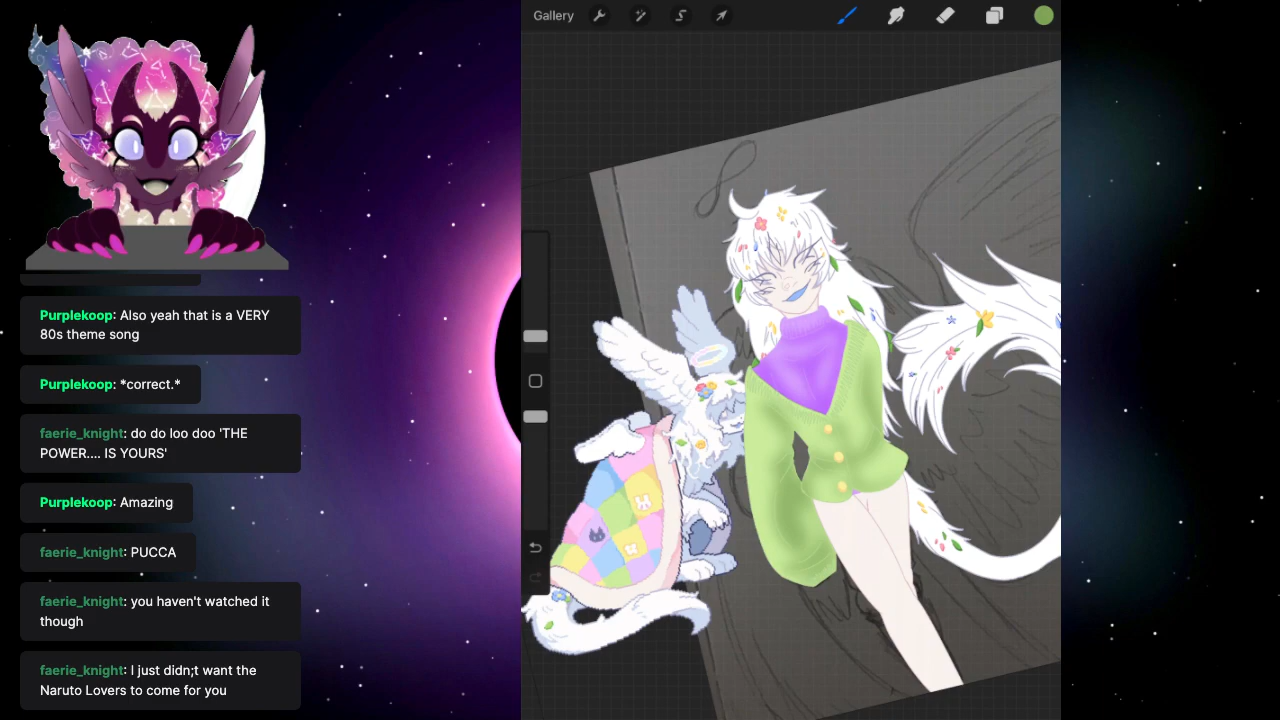 Gallery
Purplekoop: Also yeah that is a VERY
80s theme song
Purplekoop: *correct.*
faerie_knight: do do loo doo 'THE
POWER.... IS YOURS'
Purplekoop: Amazing
faerie_knight: PUCCA
faerie_knight: you haven't watched it
though
faerie_knight: I just didn;t want the
Naruto Lovers to come for you